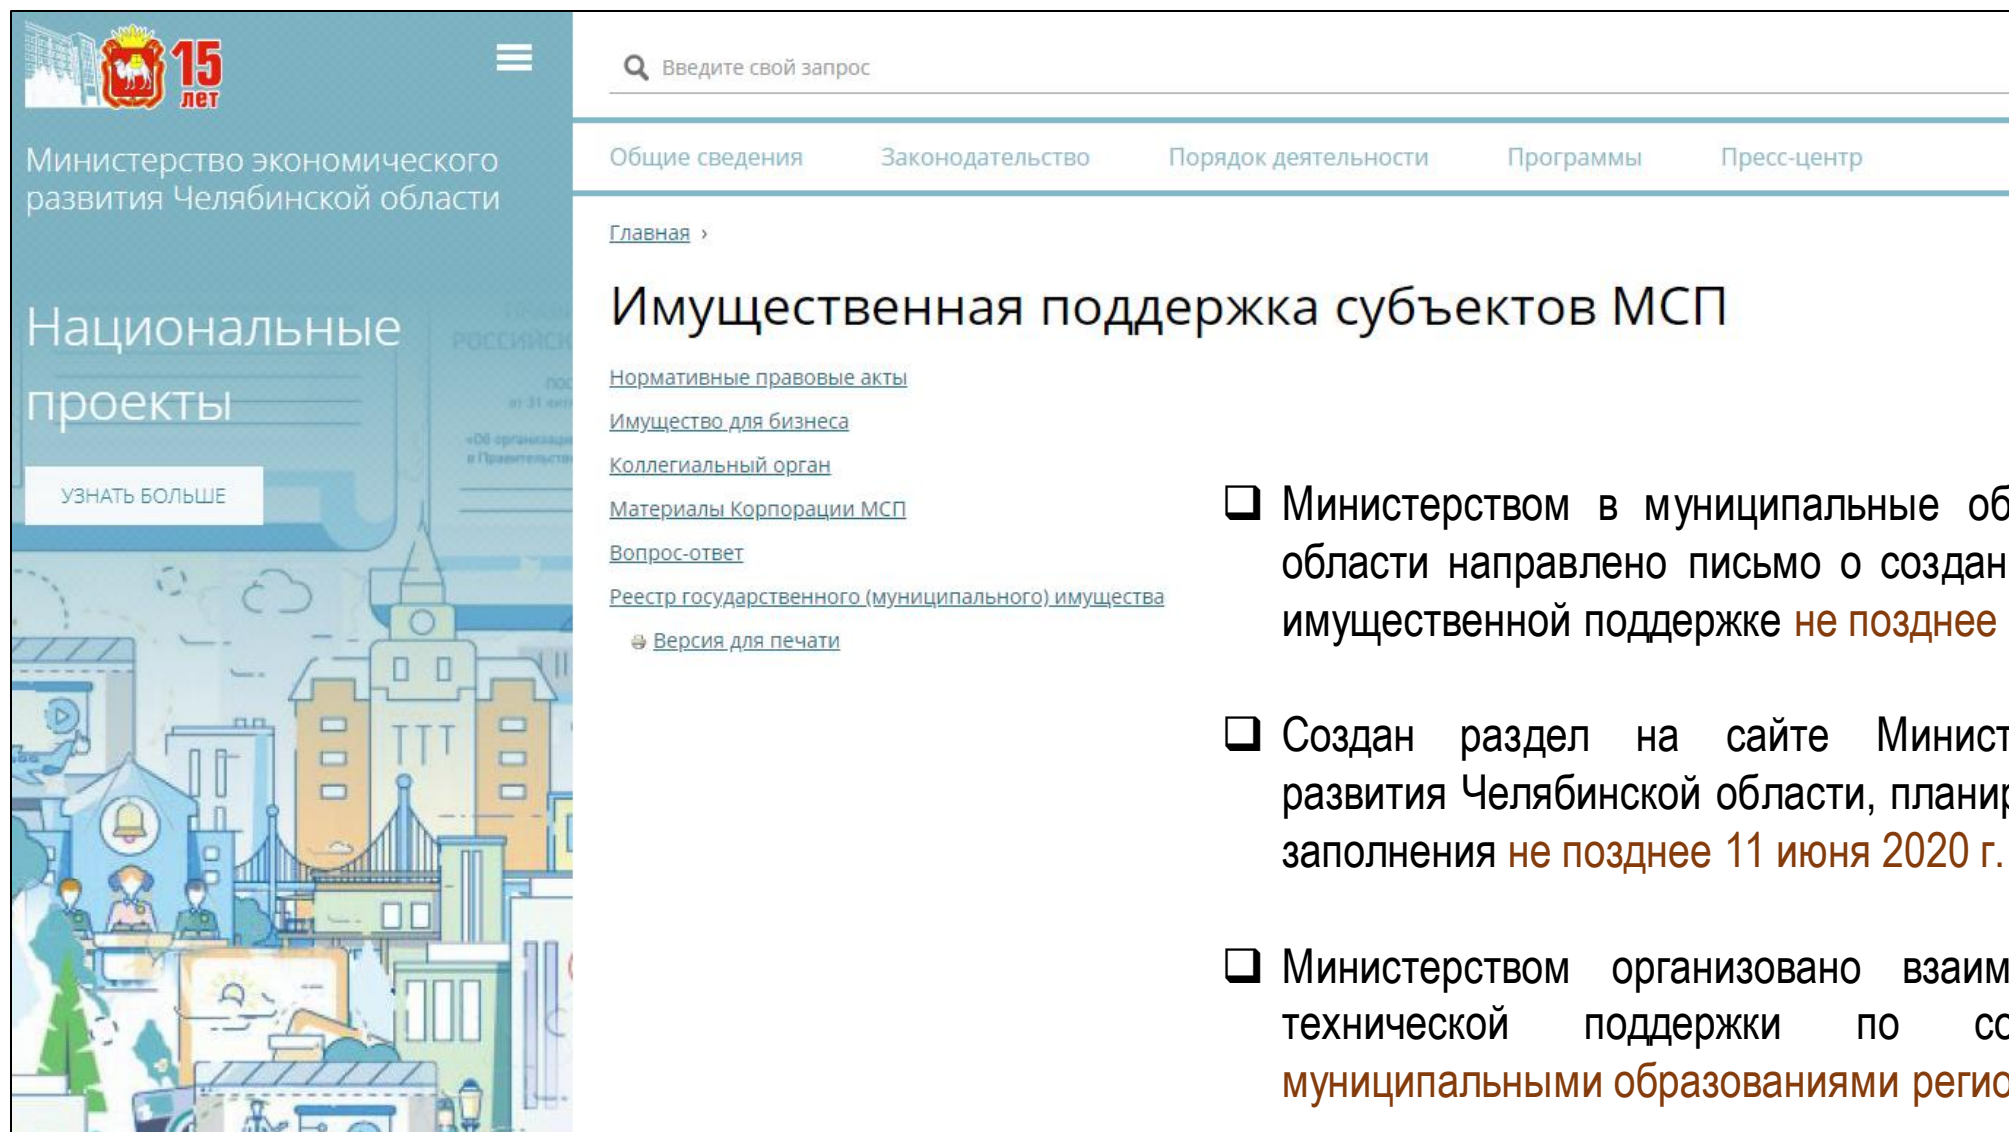 15
лет
Министерство экономического
развития Челябинской области
Национальные
проекты
УЗНАТЬ БОЛЬШЕ
Введите свой запрос
Общие сведения Законодательство Порядок деятельности Программы Пресс-центр
Главная ›
Имущественная поддержка субъектов МСП
Нормативные правовые акты
Имущество для бизнеса
Коллегиальный орган
Материалы Корпорации МСП
Вопрос-ответ
Реестр государственного (муниципального) имущества
Версия для печати
Министерством в муниципальные об
области направлено письмо о создан
имущественной поддержке не позднее
Создан раздел на сайте Минист
развития Челябинской области, планир
заполнения не позднее 11 июня 2020 г.
Министерством организовано взаим
технической поддержки по со
муниципальными образованиями регио